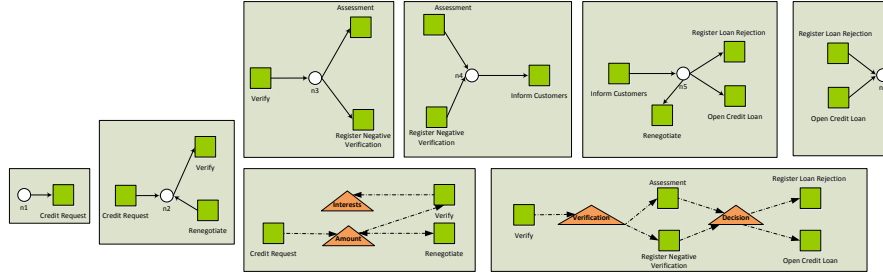 Assessment
Verify
n3
Register Negative
Verification
Assessment
n4
Inform Customers
Register Negative
Verification
Register Loan Rejection
Inform Customers
n5
Renegotiate
Open Credit Loan
Register Loan Rejection
n
Open Credit Loan
n1
Credit Request
Verify
Credit Request
n2
Renegotiate
Interests
Verify
Credit Request
Amount
Renegotiate
Register Loan Rejection
Assessment
Verification
Decision
Verify
Register Negative
Verification
Open Credit Loan